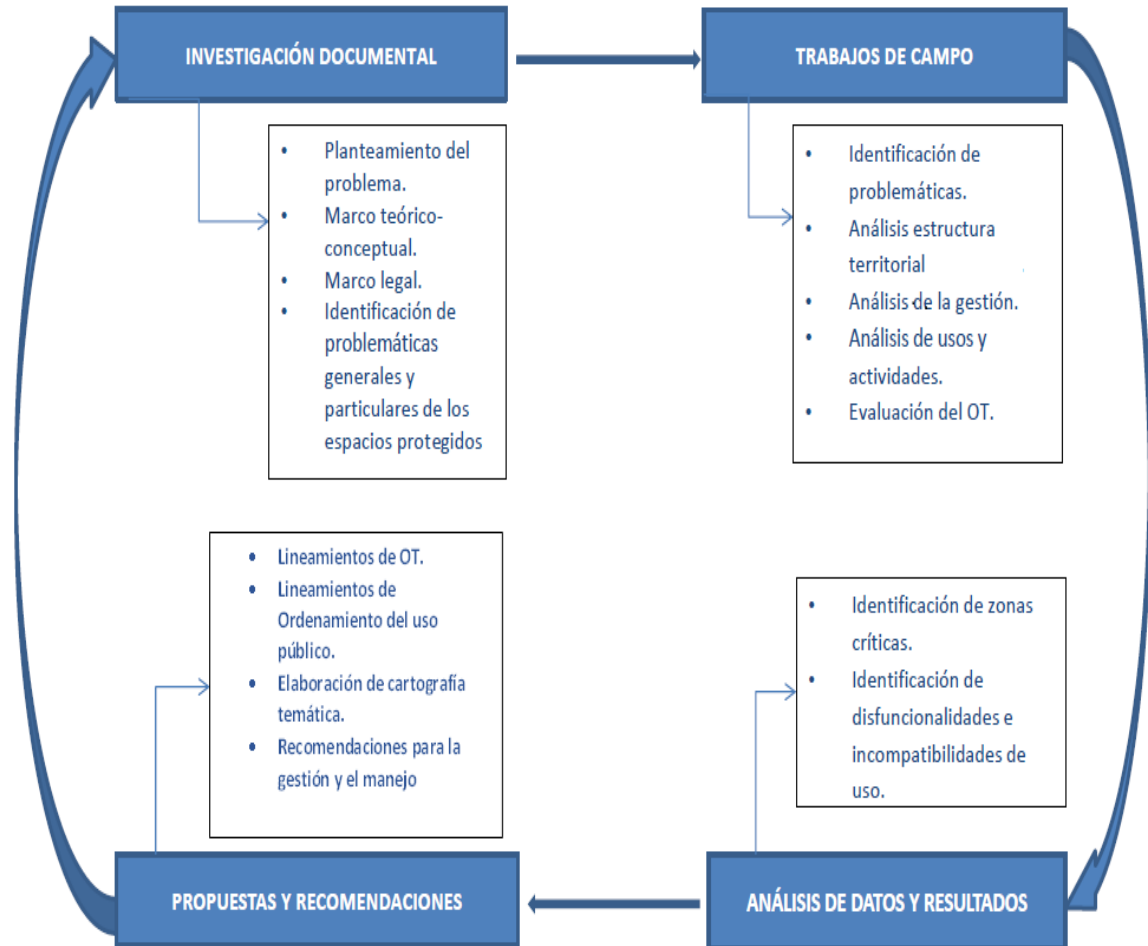 INVESTIGACIÓN DOCUMENTAL
• Planteamiento del
problema.
• Marco teórico-
conceptual.
• Marco legal.
• Identificación de
problemáticas
generales y
particulares de los
espacios protegidos
TRABAJOS DE CAMPO
• Identificación de
problemáticas.
• Análisis estructura
territorial
• Análisis de la gestión.
• Análisis de usos y
actividades.
• Evaluación del OT.
• Identificación de zonas
críticas.
• Identificación de
disfuncionalidades e
incompatibilidades de
uso.
ANÁLISIS DE DATOS Y RESULTADOS
• Lineamientos de OT.
• Lineamientos de
Ordenamiento del uso
público.
• Elaboración de cartografía
temática.
• Recomendaciones para la
gestión y el manejo
PROPUESTAS Y RECOMENDACIONES